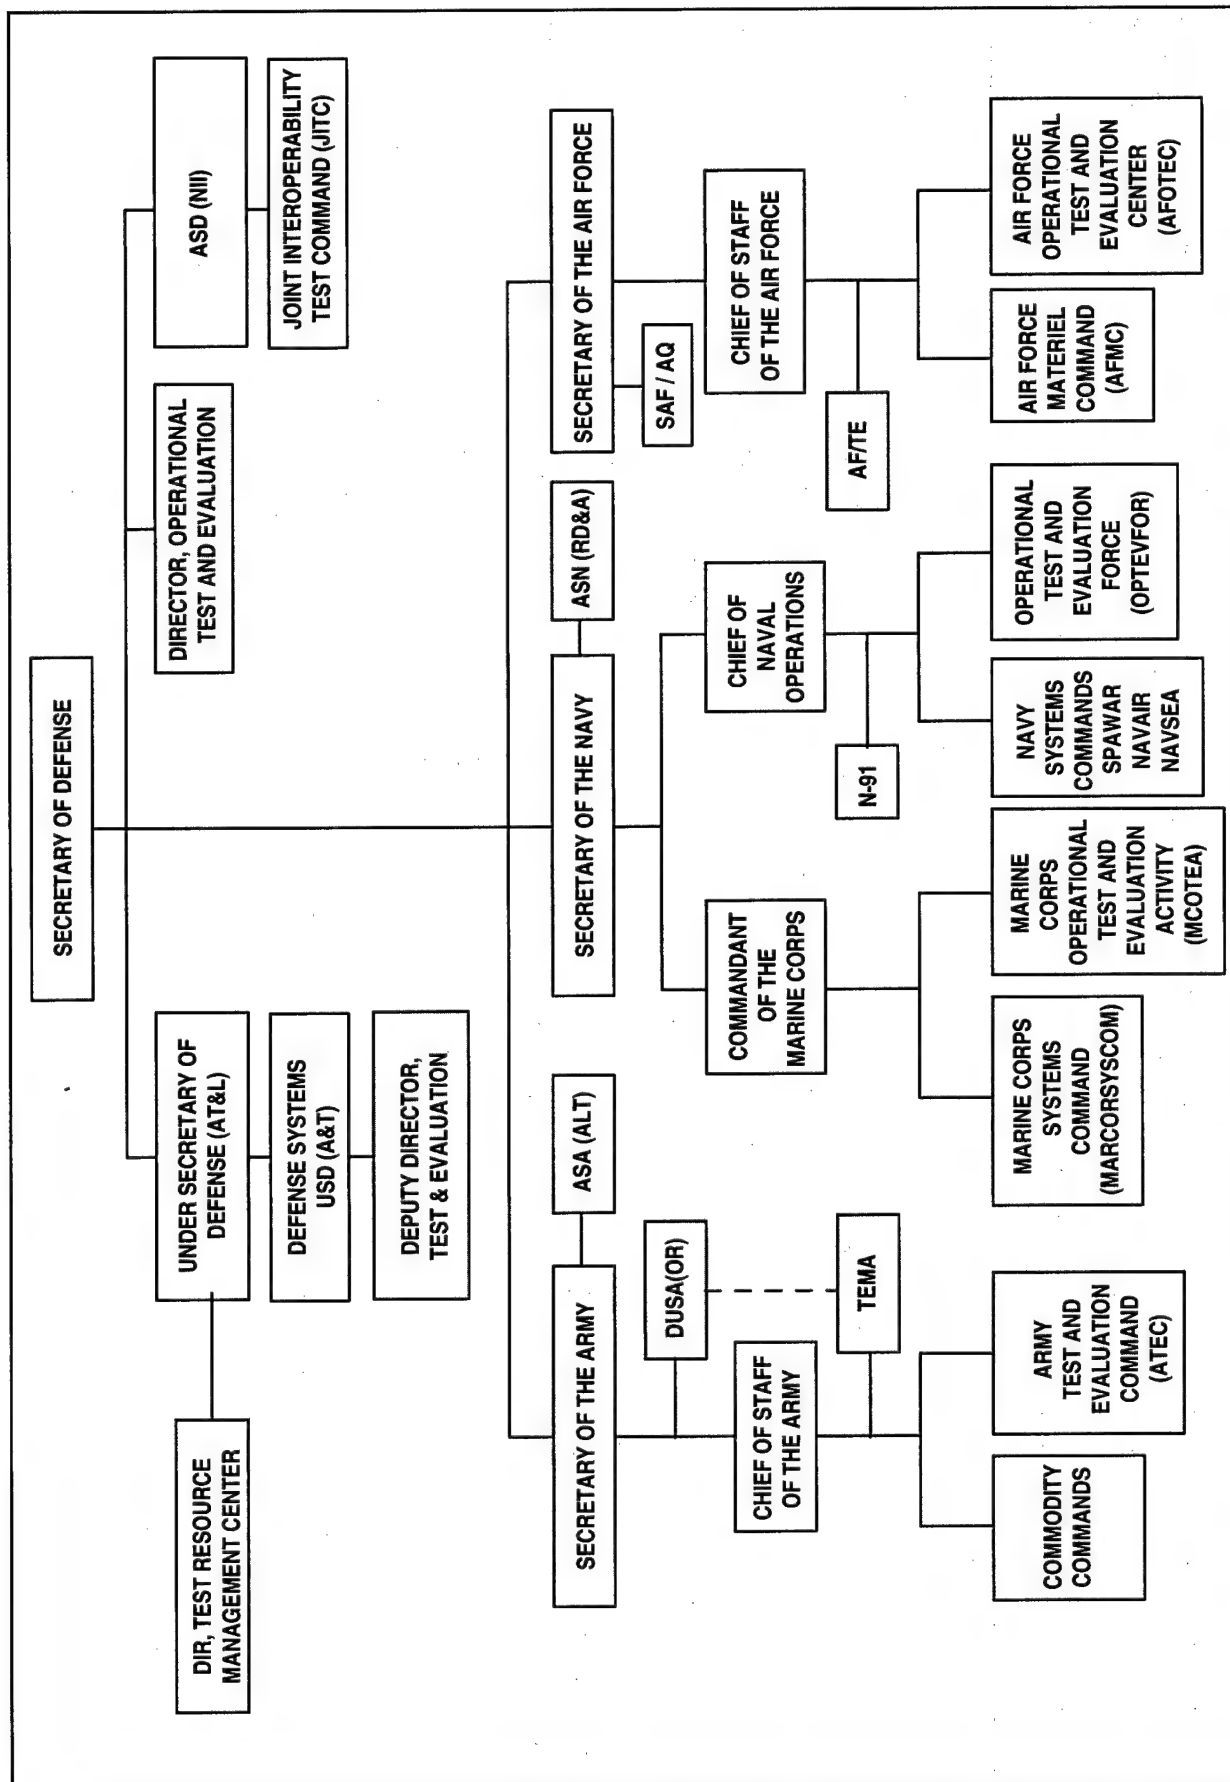 SECRETARY OF DEFENSE
DIR, TEST RESOURCE
MANAGEMENT CENTER
UNDER SECRETARY OF
DEFENSE (AT&L)
DEFENSE SYSTEMS
USD (A&T)
DEPUTY DIRECTOR,
TEST & EVALUATION
DIRECTOR, OPERATIONAL
TEST AND EVALUATION
ASD (NII)
JOINT INTEROPERABILITY
TEST COMMAND (JITC)
SECRETARY OF THE ARMY
ASA (ALT)
DUSA(OR)
CHIEF OF STAFF
OF THE ARMY
TEMA
COMMODITY
COMMANDS
ARMY
TEST AND
EVALUATION
COMMAND
(ATEC)
SECRETARY OF THE NAVY
ASN (RD&A)
COMMANDANT
OF THE
MARINE CORPS
MARINE CORPS
SYSTEMS
COMMAND
(MARCORSYSCOM)
MARINE
CORPS
OPERATIONAL
TEST AND
EVALUATION
ACTIVITY
(MCOTEA)
CHIEF OF
NAVAL
OPERATIONS
N-91
NAVY
SYSTEMS
COMMANDS
SPAWAR
NAVAIR
NAVSEA
OPERATIONAL
TEST AND
EVALUATION
FORCE
(OPTEVFOR)
SECRETARY OF THE AIR FORCE
SAF / AQ
CHIEF OF STAFF
OF THE AIR FORCE
AF/TE
AIR FORCE
MATERIEL
COMMAND
(AFMC)
AIR FORCE
OPERATIONAL
TEST AND
EVALUATION
CENTER
(AFOTEC)